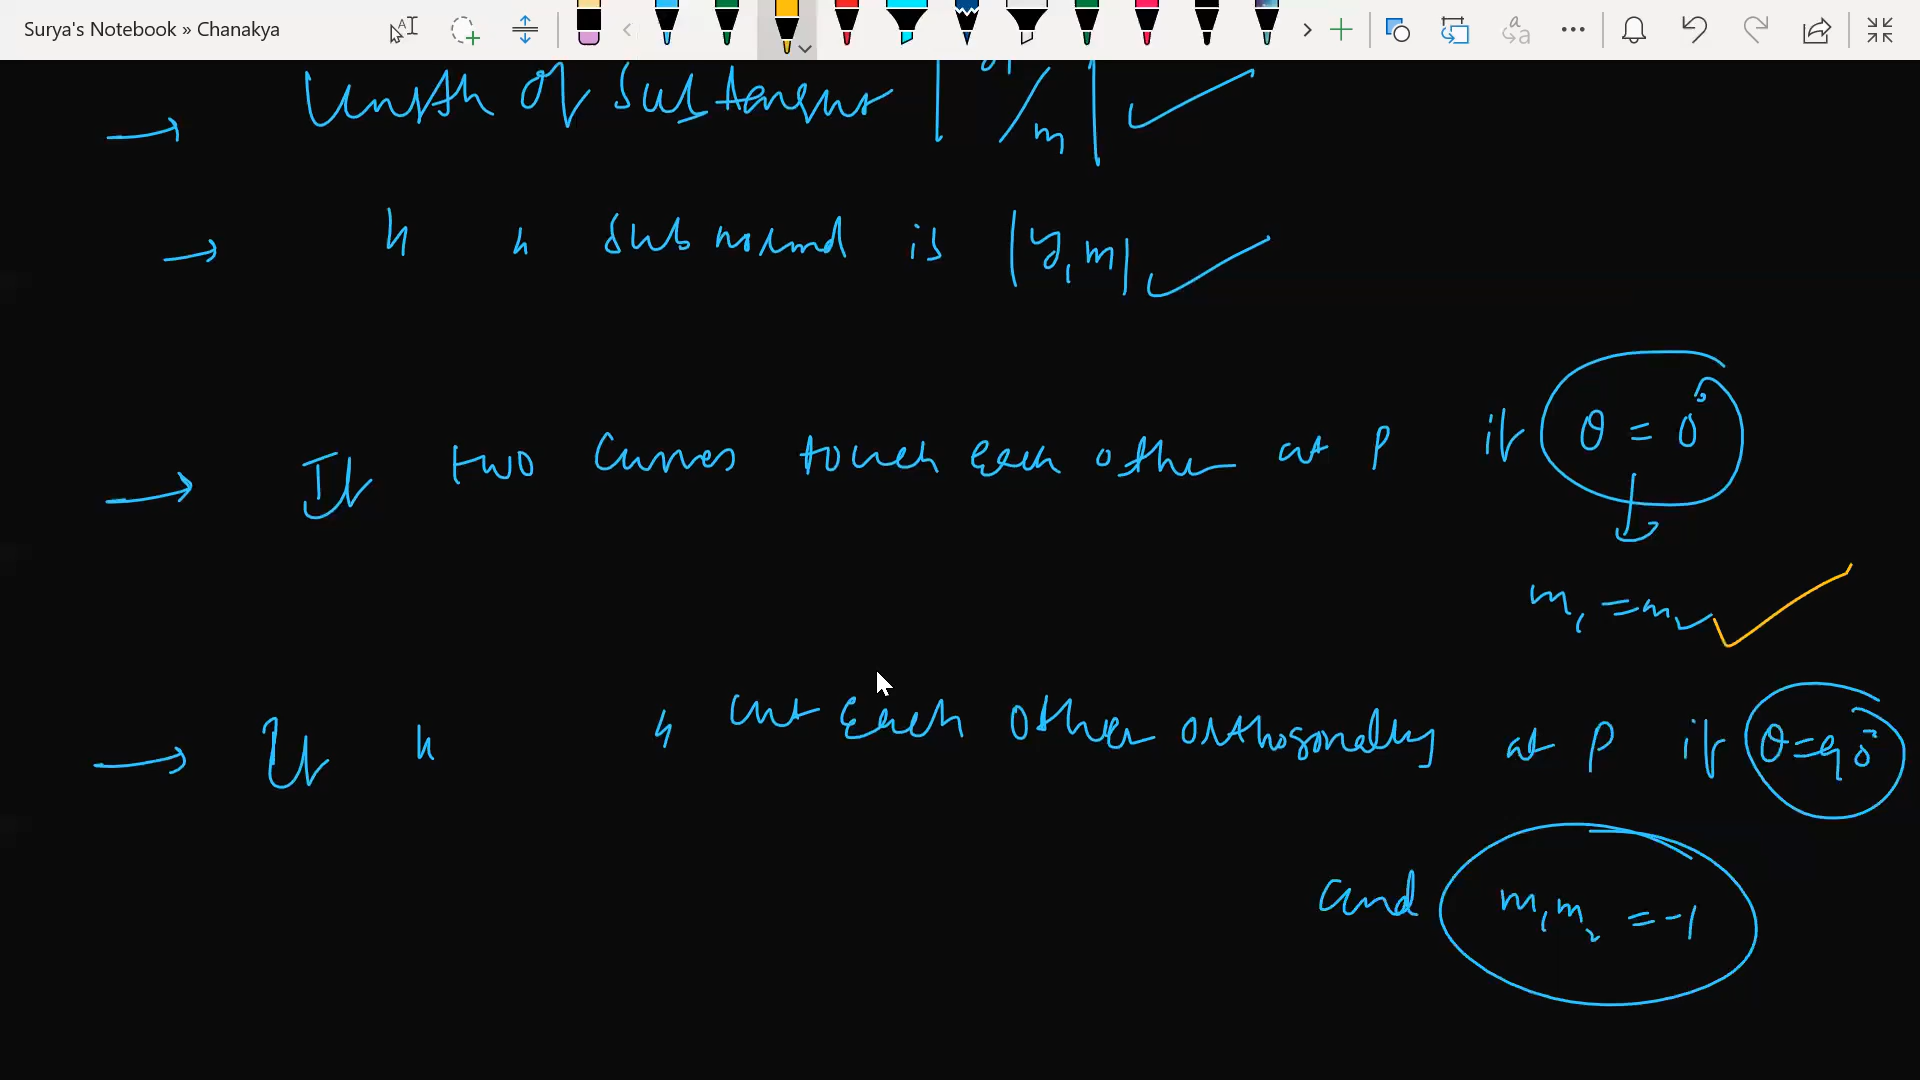 Surya's Notebook » Chanakya
→ length of subtangent | y₁/m |
→ " " subnormal is |y₁m|
→ If two curves touch each other at P if θ = 0°
m₁ = m₂
→ If " " cut each other orthogonally at P if θ=90°
and m₁m₂ = -1